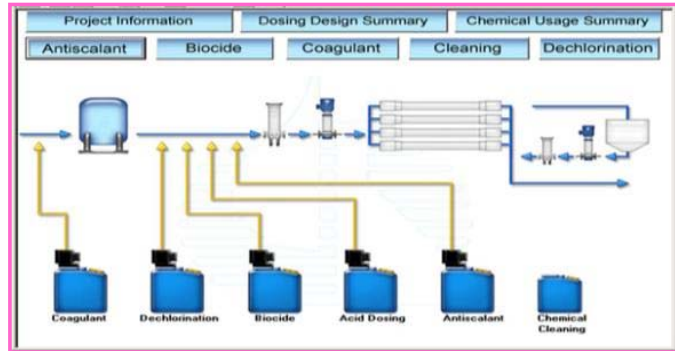 Project Information Dosing Design Summary Chemical Usage Summary
Antiscalant Biocide Coagulant Cleaning Dechlorination
Coagulant Dechlorination Biocide Acid Dosing Antiscalant Chemical
Cleaning